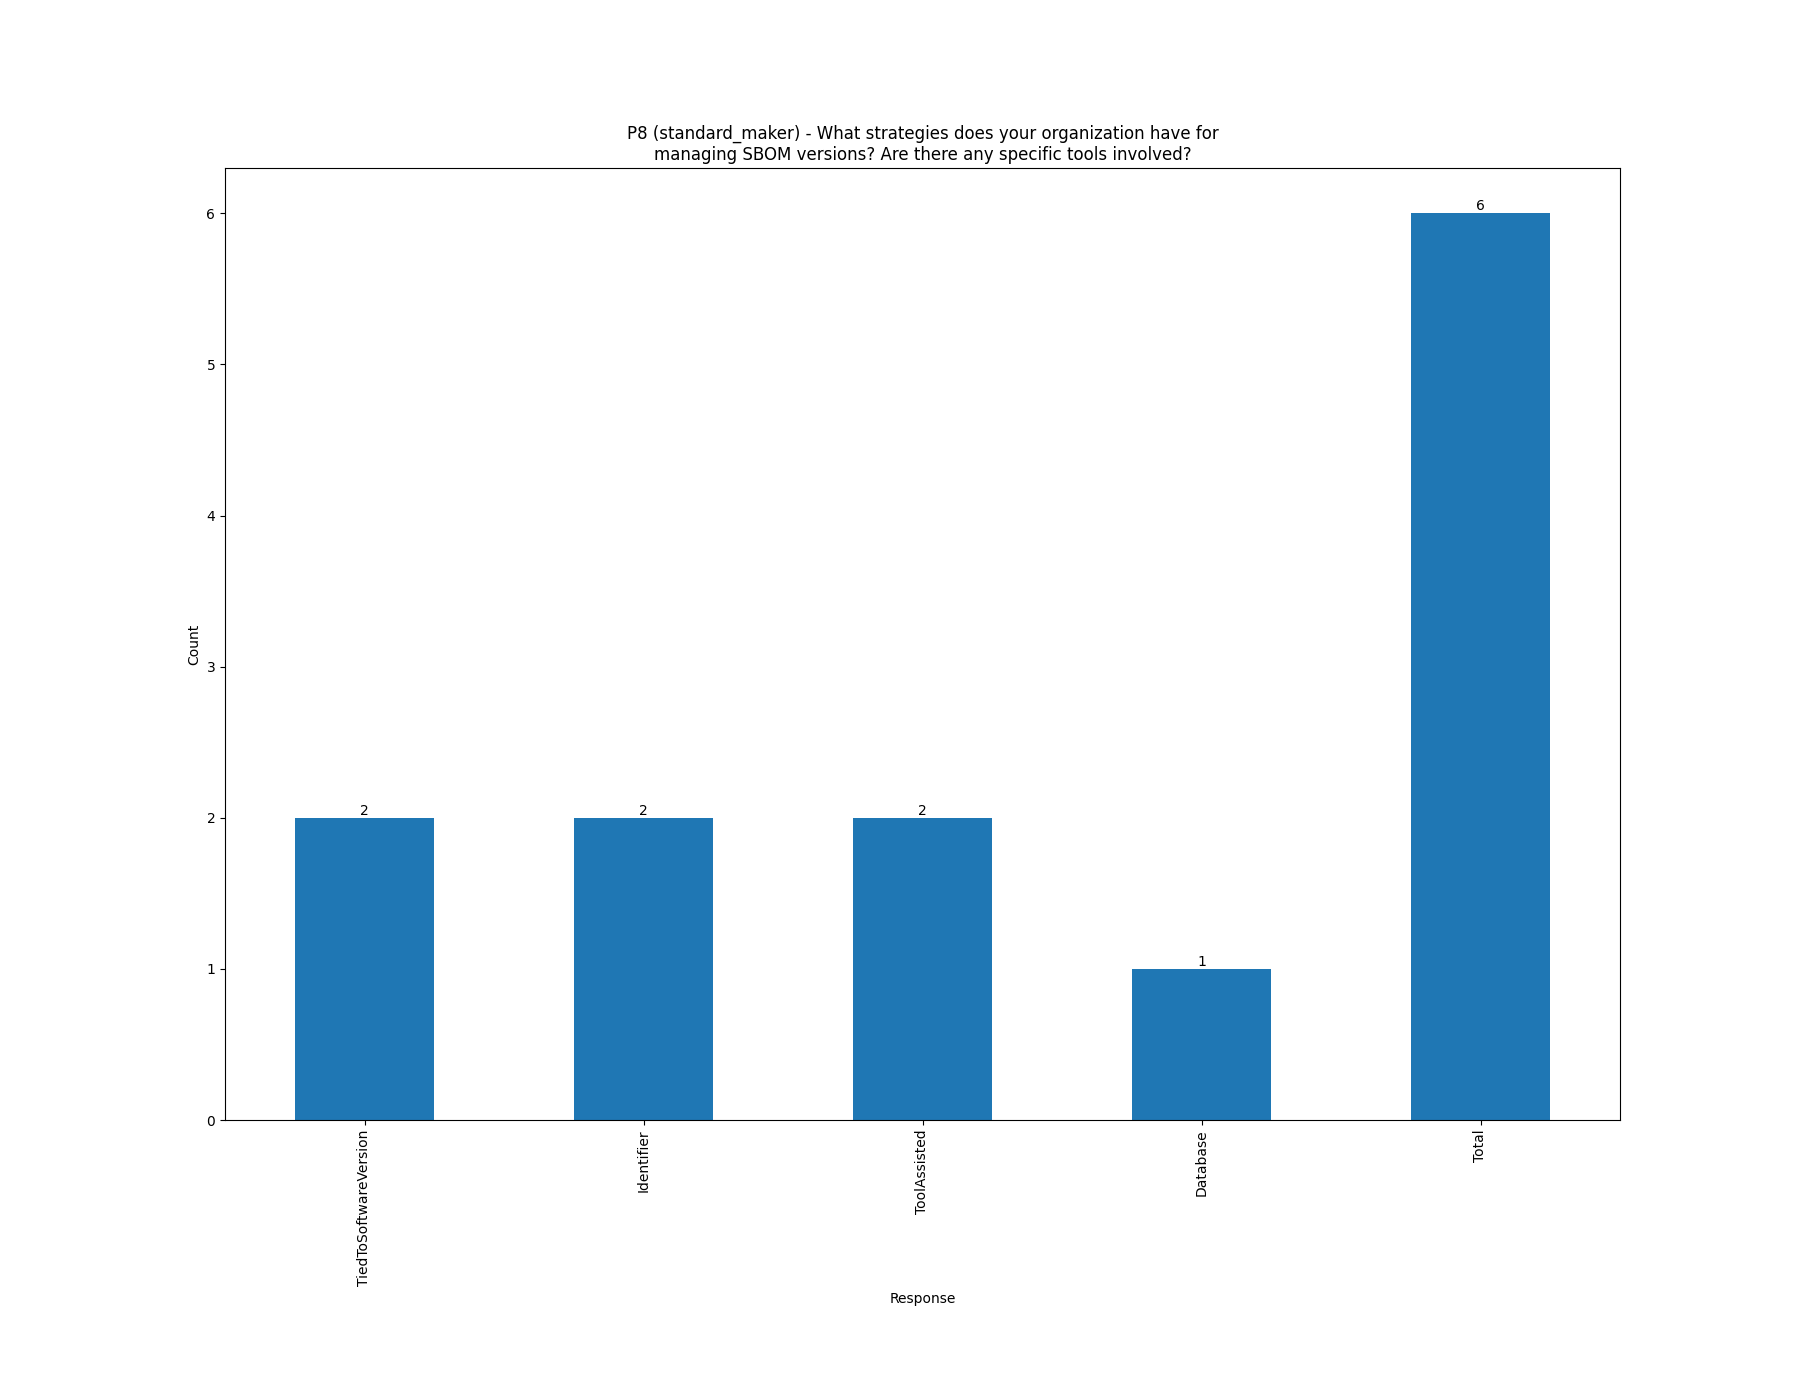 P8 (standard_maker) - What strategies does your organization have for
managing SBOM versions? Are there any specific tools involved?
Count
6
5
4
3
2
1
0
2
2
2
1
6
TiedToSoftwareVersion
Identifier
ToolAssisted
Database
Total
Response